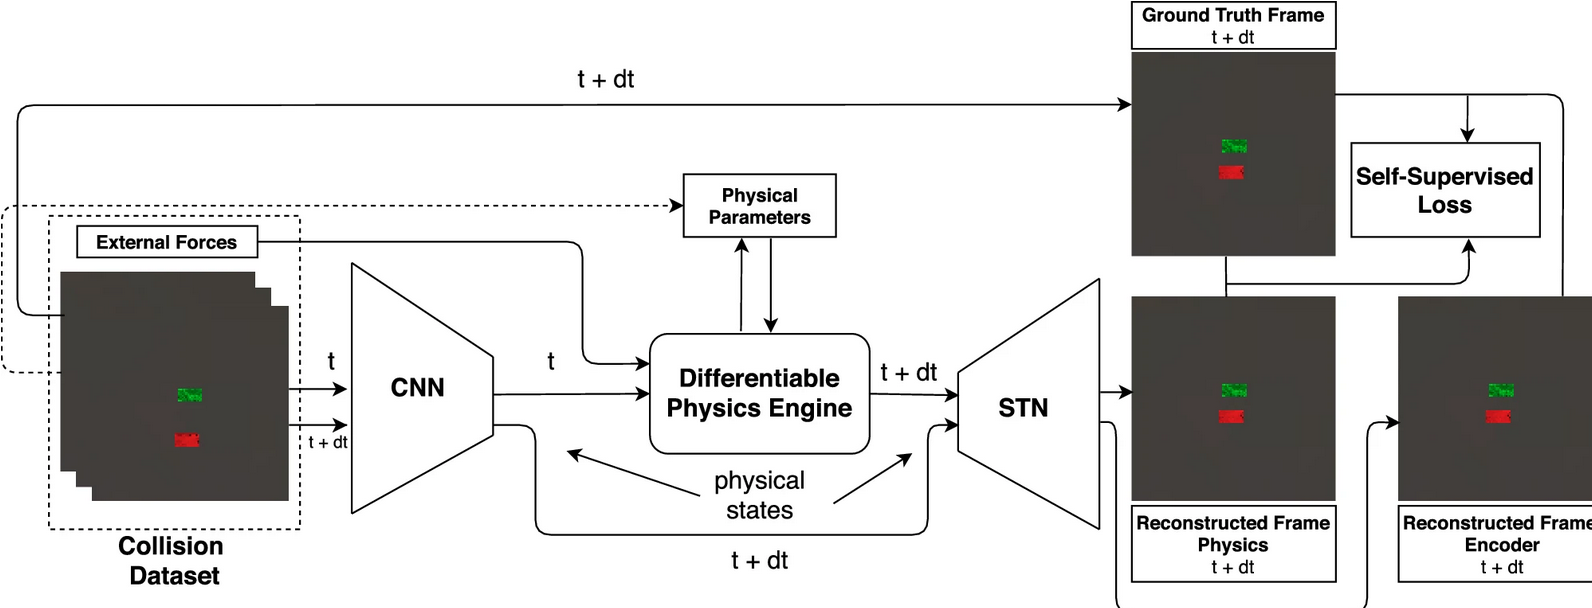 Ground Truth Frame
t + dt
t + dt
Self-Supervised
Loss
Physical
Parameters
External Forces
t
t + dt
CNN
t
Differentiable
Physics Engine
t + dt
STN
physical
states
t + dt
Collision
Dataset
Reconstructed Frame
Physics
t + dt
Reconstructed Frame
Encoder
t + dt